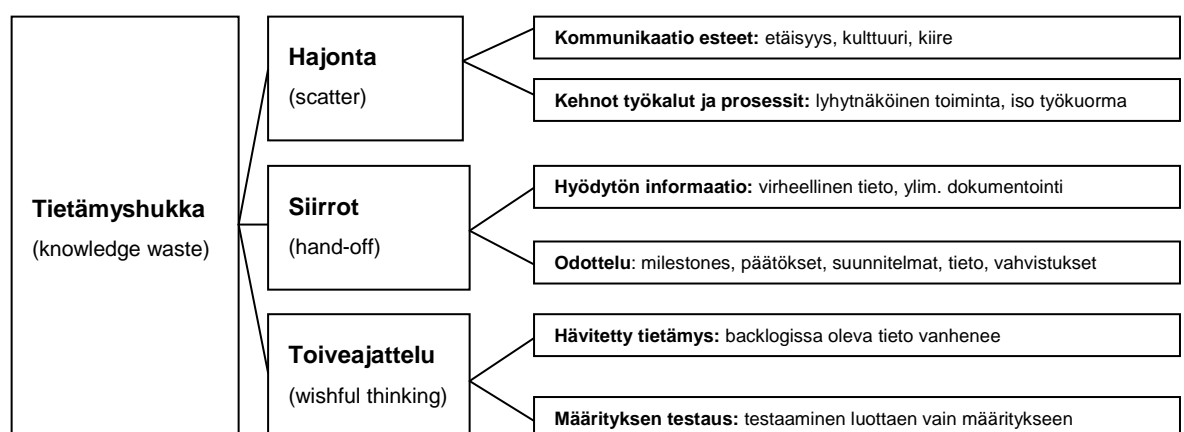 Tietämyshukka
(knowledge waste)
Hajonta
(scatter)
Kommunikaatio esteet: etäisyys, kulttuuri, kiire
Kehnot työkalut ja prosessit: lyhytnäköinen toiminta, iso työkuorma
Siirrot
(hand-off)
Hyödytön informaatio: virheellinen tieto, ylim. dokumentointi
Odottelu: milestones, päätökset, suunnitelmat, tieto, vahvistukset
Toiveajattelu
(wishful thinking)
Hävitetty tietämys: backlogissa oleva tieto vanhenee
Määrityksen testaus: testaaminen luottaen vain määritykseen